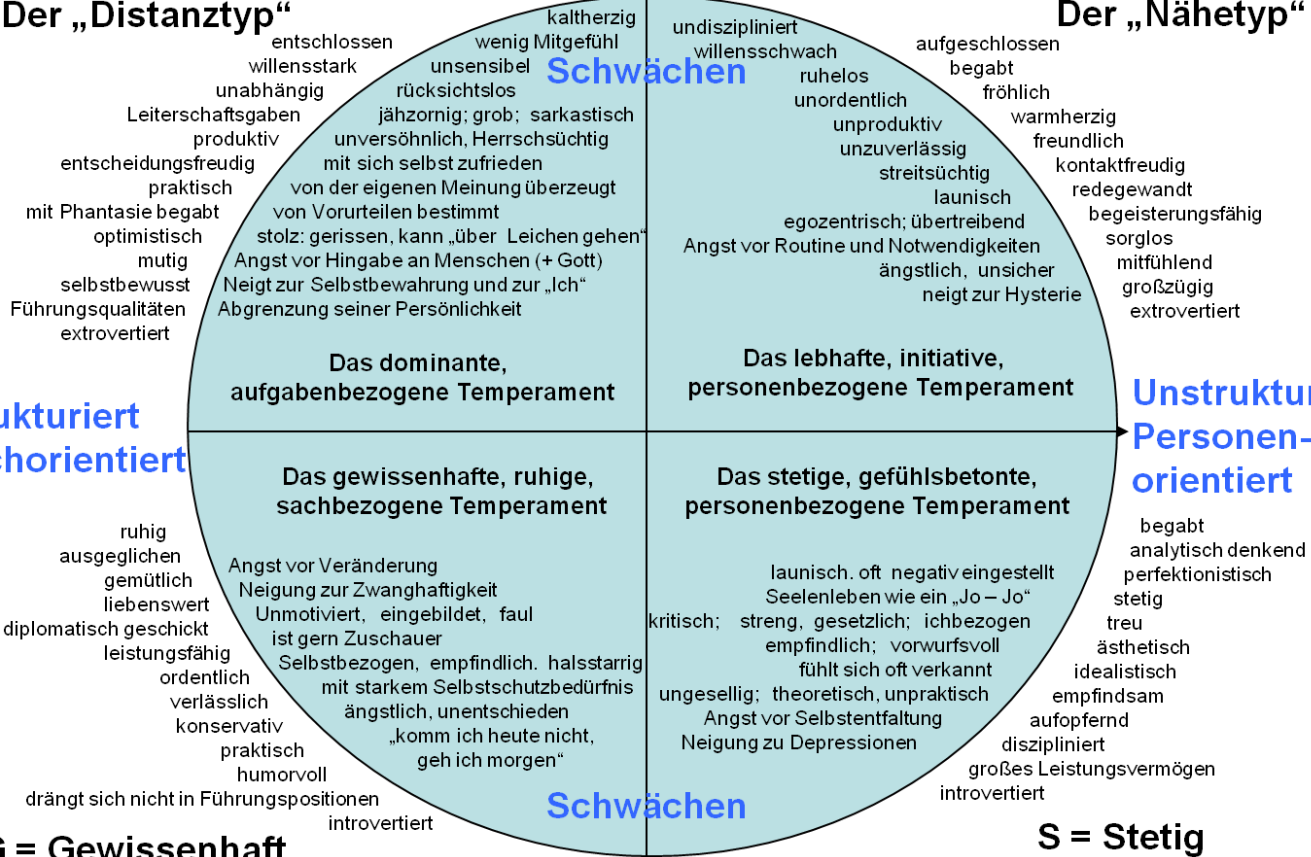 Der „Distanztyp“
entschlossen
willensstark
unabhängig
Leiterschaftsgaben
produktiv
entscheidungsfreudig
praktisch
mit Phantasie begabt
optimistisch
mutig
selbstbewusst
Führungsqualitäten
extrovertiert
kaltherzig
wenig Mitgefühl
unsensibel
rücksichtslos
jähzornig; grob; sarkastisch
unversöhnlich, Herrschsüchtig
mit sich selbst zufrieden
von der eigenen Meinung überzeugt
von Vorurteilen bestimmt
stolz: gerissen, kann „über Leichen gehen“
Angst vor Hingabe an Menschen (+ Gott)
Neigt zur Selbstbewahrung und zur „Ich“
Abgrenzung seiner Persönlichkeit
Das dominante,
aufgabenbezogene Temperament
Schwächen
undiszipliniert
willensschwach
ruhelos
unordentlich
unproduktiv
unzuverlässig
streitsüchtig
launisch
egozentrisch; übertreibend
Angst vor Routine und Notwendigkeiten
ängstlich, unsicher
neigt zur Hysterie
Das lebhafte, initiative,
personenbezogene Temperament
Der „Nähetyp“
aufgeschlossen
begabt
fröhlich
warmherzig
freundlich
kontaktfreudig
redegewandt
begeisterungsfähig
sorglos
mitfühlend
großzügig
extrovertiert
ukturiert
chorientiert
Unstruktur
Personen-
orientiert
Das gewissenhafte, ruhige,
sachbezogene Temperament
ruhig
ausgeglichen
gemütlich
liebenswert
diplomatisch geschickt
leistungsfähig
ordentlich
verlässlich
konservativ
praktisch
humorvoll
drängt sich nicht in Führungspositionen
introvertiert
Angst vor Veränderung
Neigung zur Zwanghaftigkeit
Unmotiviert, eingebildet, faul
ist gern Zuschauer
Selbstbezogen, empfindlich. halsstarrig
mit starkem Selbstschutzbedürfnis
ängstlich, unentschieden
„komm ich heute nicht,
geh ich morgen“
Das stetige, gefühlsbetonte,
personenbezogene Temperament
launisch. oft negativ eingestellt
Seelenleben wie ein „Jo – Jo“
kritisch; streng, gesetzlich; ichbezogen
empfindlich; vorwurfsvoll
fühlt sich oft verkannt
ungesellig; theoretisch, unpraktisch
Angst vor Selbstentfaltung
Neigung zu Depressionen
begabt
analytisch denkend
perfektionistisch
stetig
treu
ästhetisch
idealistisch
empfindsam
aufopfernd
diszipliniert
großes Leistungsvermögen
introvertiert
Schwächen
G = Gewissenhaft
S = Stetig